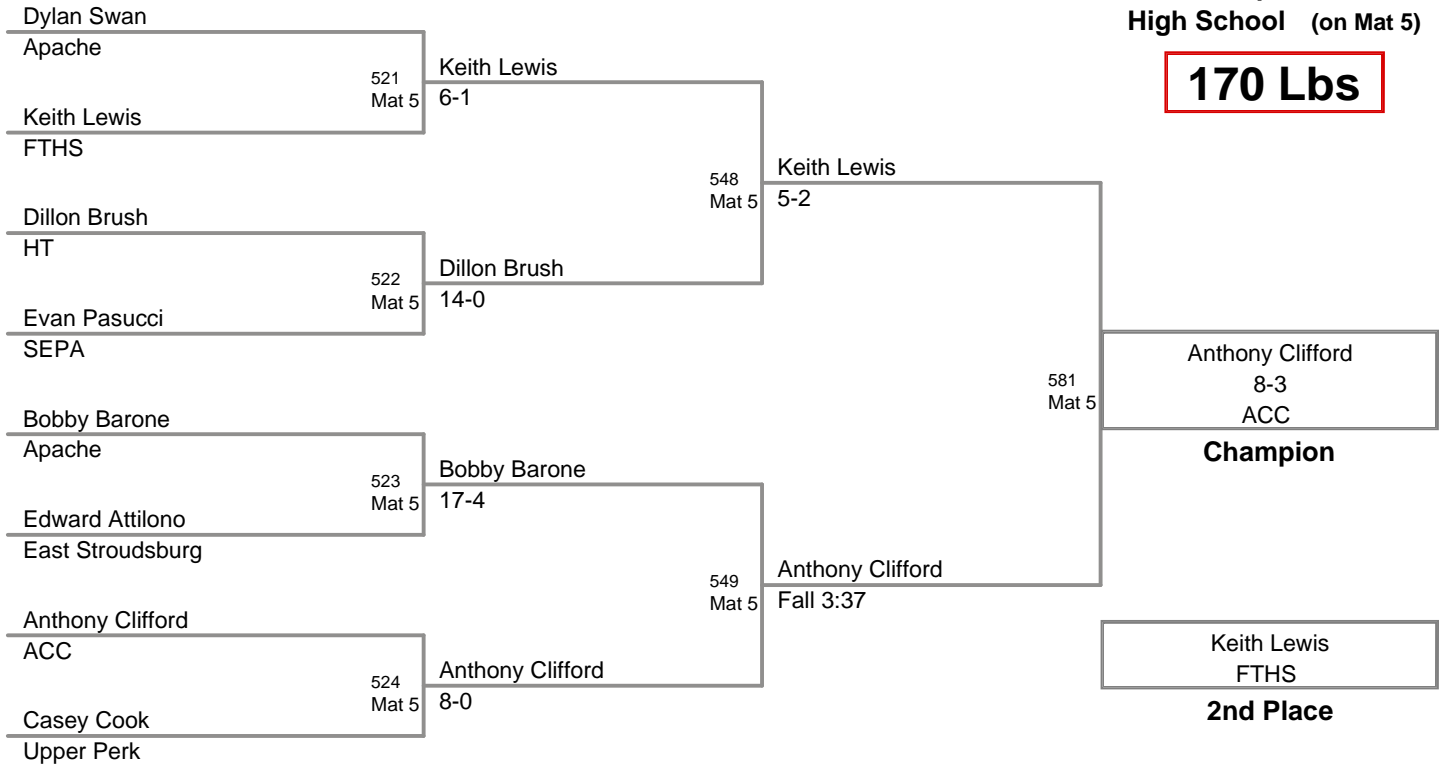 High School (on Mat 5)
170 Lbs
Dylan Swan
Apache
521
Mat 5
Keith Lewis
6-1
Keith Lewis
FTHS
548
Mat 5
Keith Lewis
5-2
Dillon Brush
HT
522
Mat 5
Dillon Brush
14-0
Evan Pasucci
SEPA
581
Mat 5
Anthony Clifford
8-3
ACC
Champion
Bobby Barone
Apache
523
Mat 5
Bobby Barone
17-4
Edward Attilono
East Stroudsburg
549
Mat 5
Anthony Clifford
Fall 3:37
Anthony Clifford
ACC
524
Mat 5
Anthony Clifford
8-0
Casey Cook
Upper Perk
Keith Lewis
FTHS
2nd Place